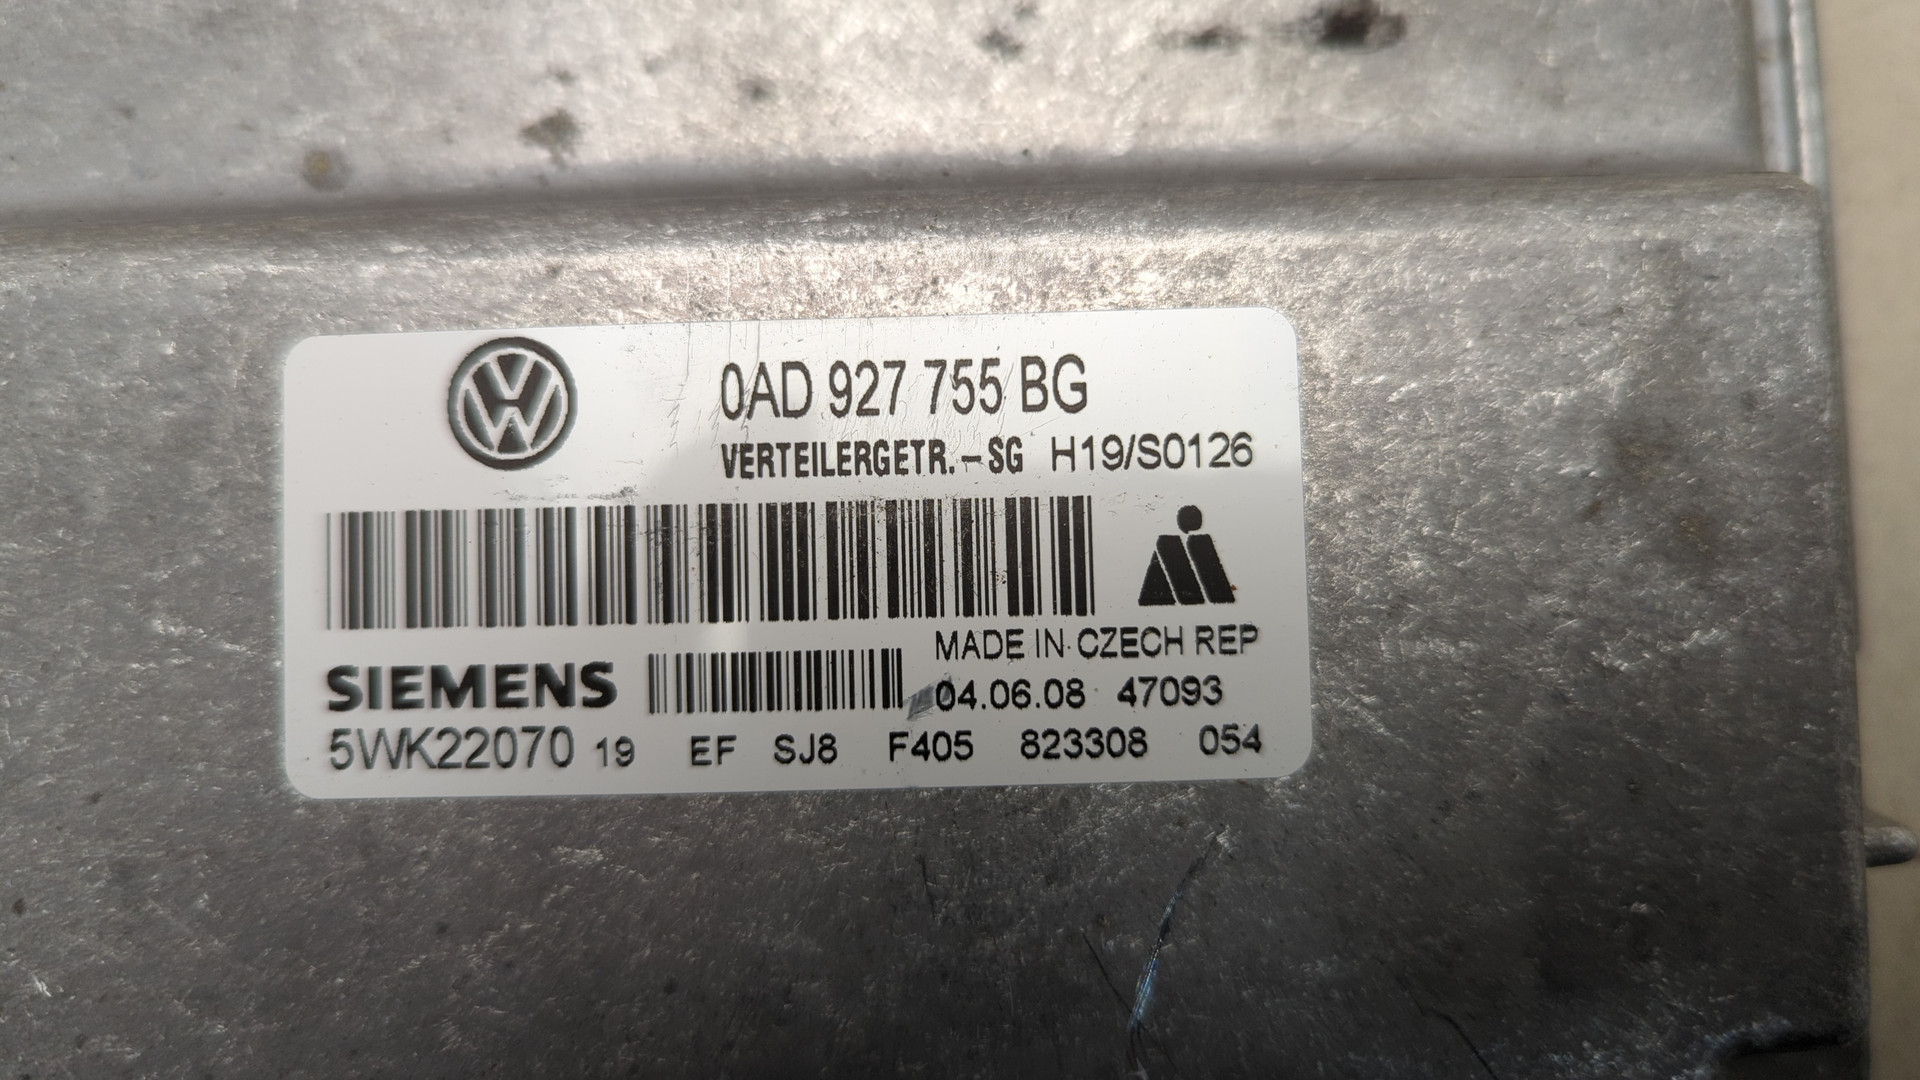 0AD 927 755 BG
VERTEILERGETR.-SG H19/S0126
MADE IN CZECH REP
SIEMENS 04.06.08 47093
5WK22070 19 EF SJ8 F405 823308 054